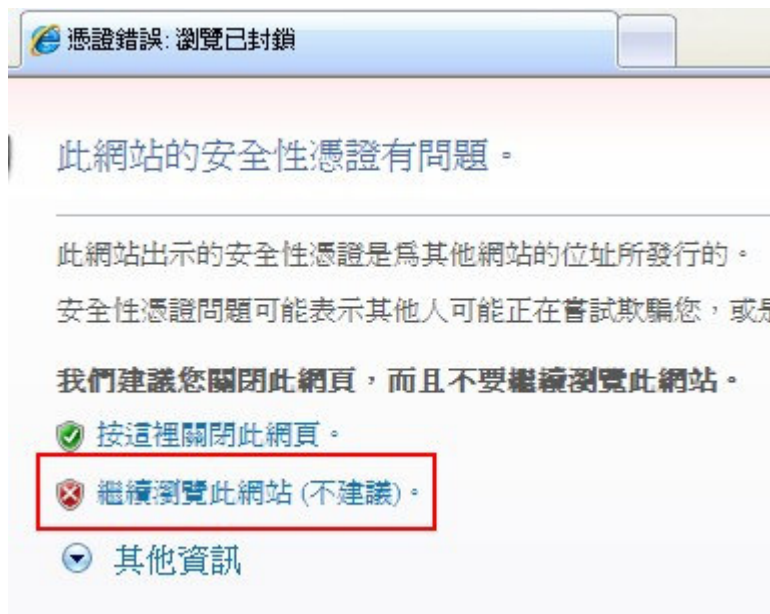 憑證錯誤: 瀏覽已封鎖
此網站的安全性憑證有問題。
此網站出示的安全性憑證是為其他網站的位址所發行的。
安全性憑證問題可能表示其他人可能正在嘗試欺騙您，或是
我們建議您關閉此網頁，而且不要繼續瀏覽此網站。
按這裡關閉此網頁。
繼續瀏覽此網站 (不建議)。
其他資訊